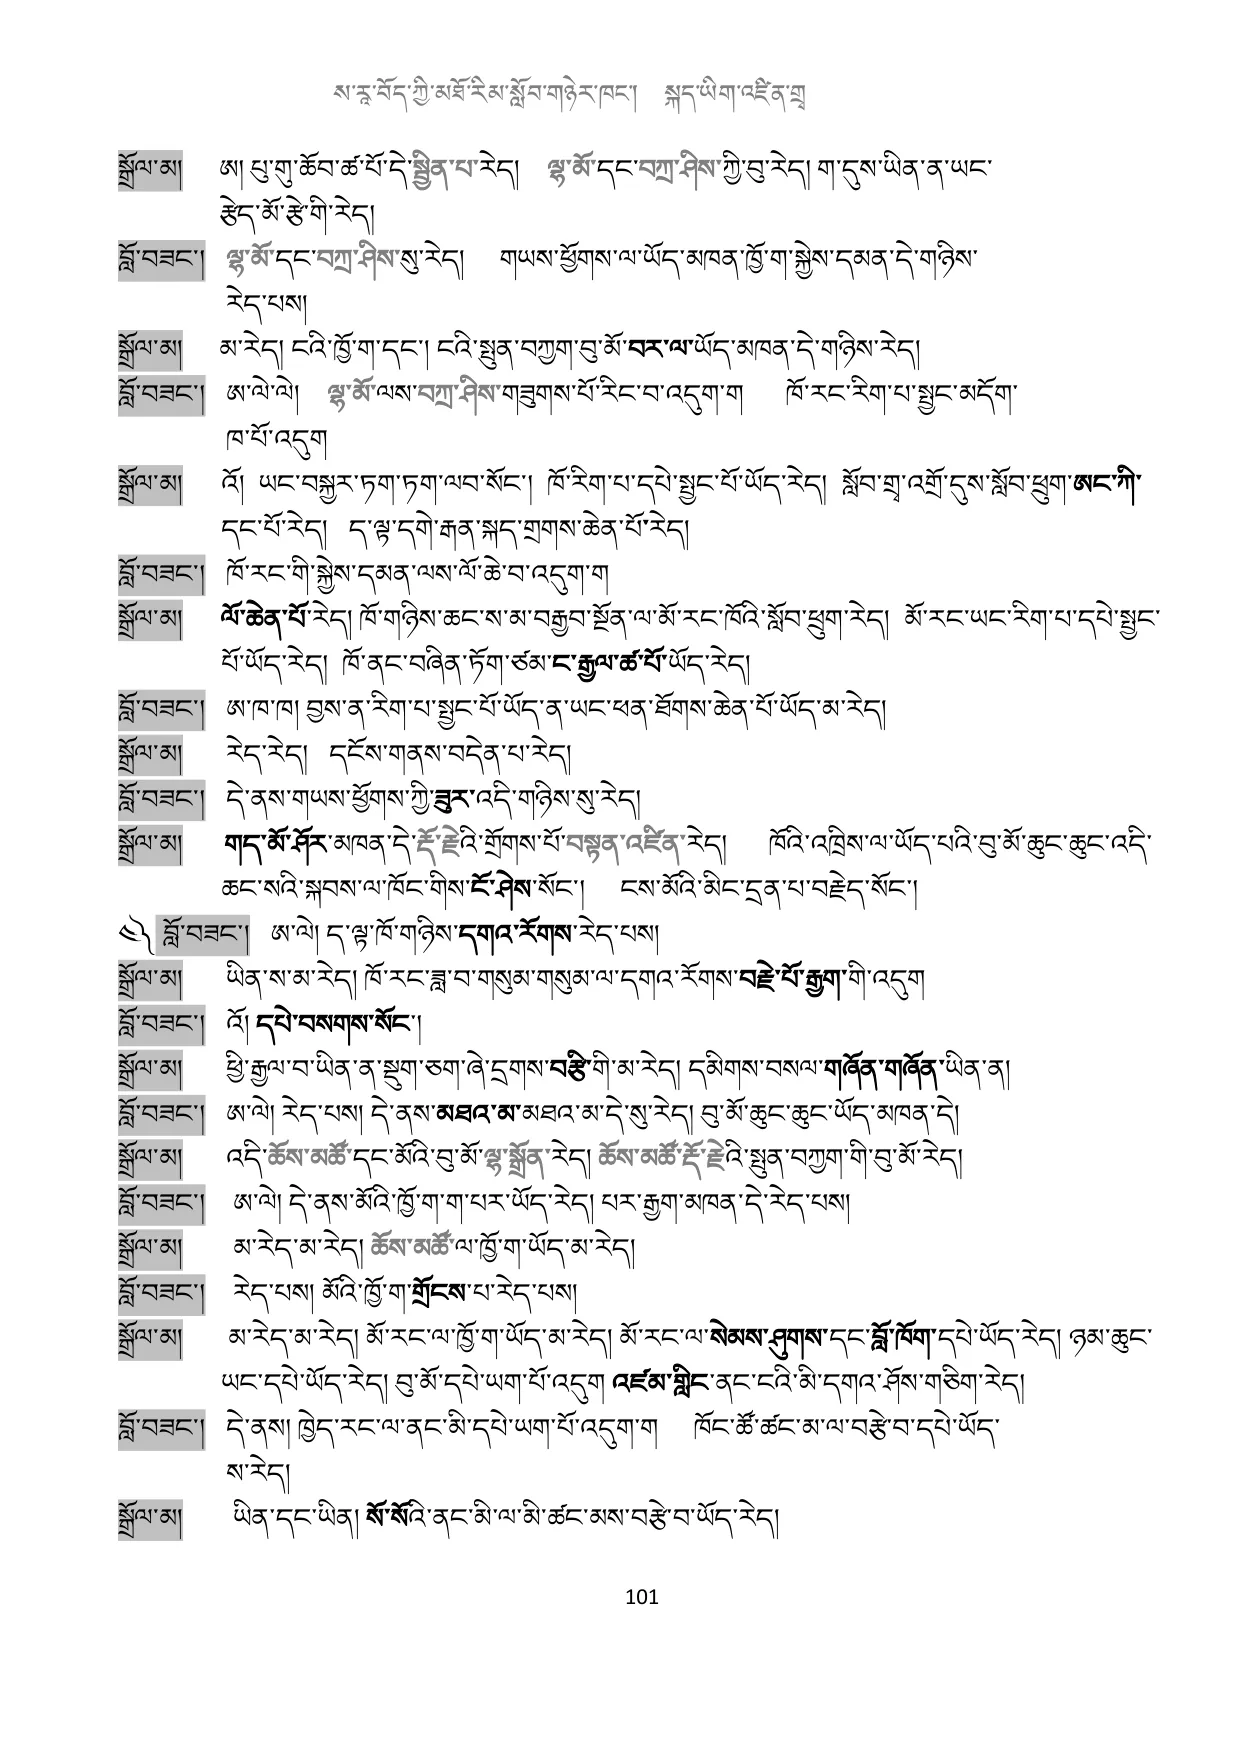 ས་རཱ་བོད་ཀྱི་མཐོ་རིམ་སློབ་གཉེར་ཁང་། སྐད་ཡིག་འཛིན་གྲྭ
སྒྲོལ་མ། ཨ། ཕུ་གུ་ཆོབ་ཚ་པོ་དེ་སྦྱིན་པ་རེད། ལྷ་མོ་དང་བཀྲ་ཤིས་ཀྱི་བུ་རེད། ག་དུས་ཡིན་ན་ཡང་
རྩེད་མོ་རྩེ་གི་རེད།
བློ་བཟང་། ལྷ་མོ་དང་བཀྲ་ཤིས་སུ་རེད། གཡས་ཕྱོགས་ལ་ཡོད་མཁན་ཁྱོ་ག་སྐྱེས་དམན་དེ་གཉིས་
རེད་པས།
སྒྲོལ་མ། མ་རེད། ངའི་ཁྱོ་ག་དང་། ངའི་སྤུན་བཀྱག་བུ་མོ་བར་ལ་ཡོད་མཁན་དེ་གཉིས་རེད།
བློ་བཟང་། ཨ་ལེ་ལེ། ལྷ་མོ་ལས་བཀྲ་ཤིས་གཟུགས་པོ་རིང་བ་འདུག་ག ཁོ་རང་རིག་པ་སྤྱང་མདོག་
ཁ་པོ་འདུག
སྒྲོལ་མ། འོ། ཡང་བསྐྱར་ཏག་ཏག་ལབ་སོང་། ཁོ་རིག་པ་དཔེ་སྤྱང་པོ་ཡོད་རེད། སློབ་གྲྭ་འགྲོ་དུས་སློབ་ཕྲུག་ཨང་ཀི་
དང་པོ་རེད། ད་ལྟ་དགེ་རྒན་སྐད་གྲགས་ཆེན་པོ་རེད།
བློ་བཟང་། ཁོ་རང་གི་སྐྱེས་དམན་ལས་ལོ་ཆེ་བ་འདུག་ག
སྒྲོལ་མ། ལོ་ཆེན་པོ་རེད། ཁོ་གཉིས་ཆང་ས་མ་བརྒྱབ་སྔོན་ལ་མོ་རང་ཁོའི་སློབ་ཕྲུག་རེད། མོ་རང་ཡང་རིག་པ་དཔེ་སྤྱང་
པོ་ཡོད་རེད། ཁོ་ནང་བཞིན་ཏོག་ཙམ་ང་རྒྱལ་ཚ་པོ་ཡོད་རེད།
བློ་བཟང་། ཨ་ཁ་ཁ། བྱས་ན་རིག་པ་སྤྱང་པོ་ཡོད་ན་ཡང་ཕན་ཐོགས་ཆེན་པོ་ཡོད་མ་རེད།
སྒྲོལ་མ། རེད་རེད། དངོས་གནས་བདེན་པ་རེད།
བློ་བཟང་། དེ་ནས་གཡས་ཕྱོགས་ཀྱི་ཟུར་འདི་གཉིས་སུ་རེད།
སྒྲོལ་མ། གད་མོ་ཤོར་མཁན་དེ་རྡོ་རྗེའི་གྲོགས་པོ་བསྟན་འཛིན་རེད། ཁོའི་འཁྲིས་ལ་ཡོད་པའི་བུ་མོ་ཆུང་ཆུང་འདི་
ཆང་སའི་སྐབས་ལ་ཁོང་གིས་ངོ་ཤེས་སོང་། ངས་མོའི་མིང་དྲན་པ་བརྗེད་སོང་།
༤༽ བློ་བཟང་། ཨ་ལེ། ད་ལྟ་ཁོ་གཉིས་དགའ་རོགས་རེད་པས།
སྒྲོལ་མ། ཡིན་ས་མ་རེད། ཁོ་རང་ཟླ་བ་གསུམ་གསུམ་ལ་དགའ་རོགས་བརྗེ་པོ་རྒྱག་གི་འདུག
བློ་བཟང་། འོ། དཔེ་བསགས་སོང་།
སྒྲོལ་མ། ཕྱི་རྒྱལ་བ་ཡིན་ན་སྡུག་ཅག་ཞེ་དྲགས་བརྩི་གི་མ་རེད། དམིགས་བསལ་གཞོན་གཞོན་ཡིན་ན།
བློ་བཟང་། ཨ་ལེ། རེད་པས། དེ་ནས་མཐའ་མ་མཐའ་མ་དེ་སུ་རེད། བུ་མོ་ཆུང་ཆུང་ཡོད་མཁན་དེ།
སྒྲོལ་མ། འདི་ཆོས་མཚོ་དང་མོའི་བུ་མོ་ལྷ་སྒྲོན་རེད། ཆོས་མཚོ་རྡོ་རྗེའི་སྤུན་བཀྱག་གི་བུ་མོ་རེད།
བློ་བཟང་། ཨ་ལེ། དེ་ནས་མོའི་ཁྱོ་ག་ག་པར་ཡོད་རེད། པར་རྒྱག་མཁན་དེ་རེད་པས།
སྒྲོལ་མ། མ་རེད་མ་རེད། ཆོས་མཚོ་ལ་ཁྱོ་ག་ཡོད་མ་རེད།
བློ་བཟང་། རེད་པས། མོའི་ཁྱོ་ག་གྲོངས་པ་རེད་པས།
སྒྲོལ་མ། མ་རེད་མ་རེད། མོ་རང་ལ་ཁྱོ་ག་ཡོད་མ་རེད། མོ་རང་ལ་སེམས་ཤུགས་དང་བློ་ཁོག་དཔེ་ཡོད་རེད། ཉམ་ཆུང་
ཡང་དཔེ་ཡོད་རེད། བུ་མོ་དཔེ་ཡག་པོ་འདུག འཛམ་གླིང་ནང་ངའི་མི་དགའ་ཤོས་གཅིག་རེད།
བློ་བཟང་། དེ་ནས། ཁྱེད་རང་ལ་ནང་མི་དཔེ་ཡག་པོ་འདུག་ག ཁོང་ཚོ་ཚང་མ་ལ་བརྩེ་བ་དཔེ་ཡོད་
ས་རེད།
སྒྲོལ་མ། ཡིན་དང་ཡིན། སོ་སོའི་ནང་མི་ལ་མི་ཚང་མས་བརྩེ་བ་ཡོད་རེད།
101